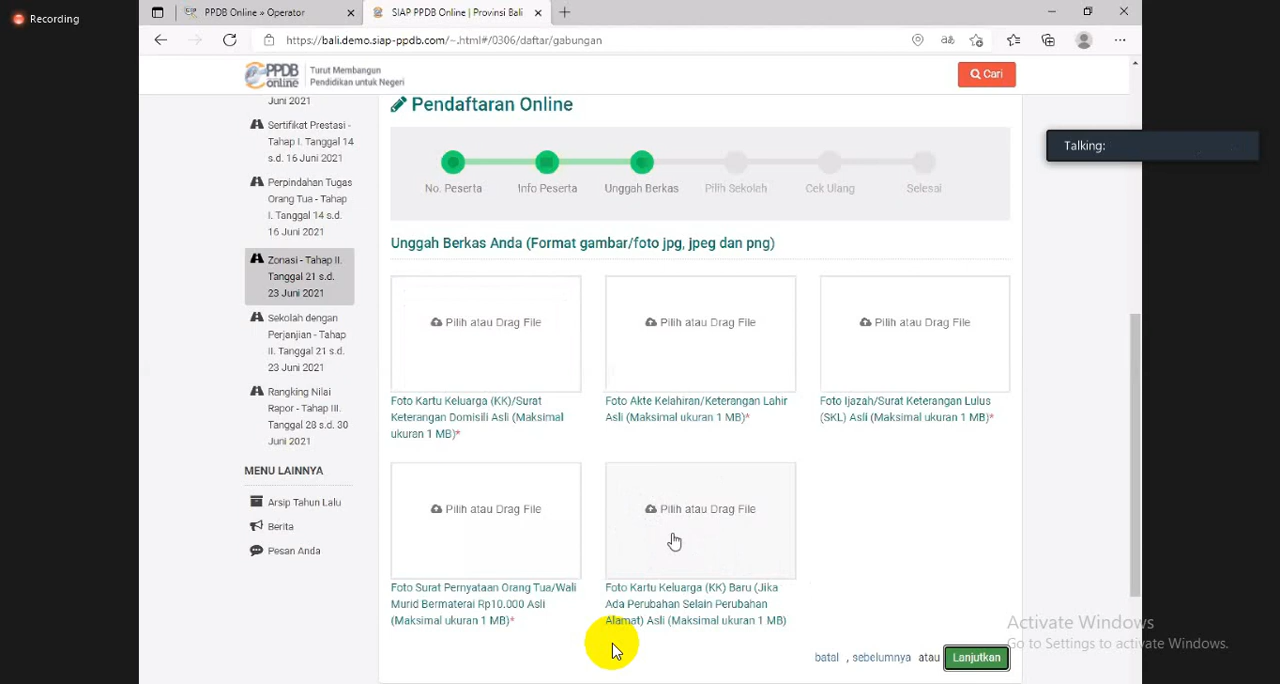 Recording
PPDB Online » Operator
SIAP PPDB Online | Provinsi Bali
https://bali.demo.siap-ppdb.com/~.html#/0306/daftar/gabungan
PPDB online
Turut Membangun
Pendidikan untuk Negeri
Cari
Talking:
Juni 2021
Sertifikat Prestasi -
Tahap I. Tanggal 14
s.d. 16 Juni 2021
Perpindahan Tugas
Orang Tua - Tahap
I. Tanggal 14 s.d.
16 Juni 2021
Zonasi - Tahap II.
Tanggal 21 s.d.
23 Juni 2021
Sekolah dengan
Perjanjian - Tahap
II. Tanggal 21 s.d.
23 Juni 2021
Rangking Nilai
Rapor - Tahap III.
Tanggal 28 s.d. 30
Juni 2021
MENU LAINNYA
Arsip Tahun Lalu
Berita
Pesan Anda
Pendaftaran Online
No. Peserta
Info Peserta
Unggah Berkas
Pilih Sekolah
Cek Ulang
Selesai
Unggah Berkas Anda (Format gambar/foto jpg, jpeg dan png)
Pilih atau Drag File
Pilih atau Drag File
Pilih atau Drag File
Foto Kartu Keluarga (KK)/Surat
Keterangan Domisili Asli (Maksimal
ukuran 1 MB)*
Foto Akte Kelahiran/Keterangan Lahir
Asli (Maksimal ukuran 1 MB)*
Foto Ijazah/Surat Keterangan Lulus
(SKL) Asli (Maksimal ukuran 1 MB)*
Pilih atau Drag File
Pilih atau Drag File
Foto Surat Pernyataan Orang Tua/Wali
Murid Bermaterai Rp10.000 Asli
(Maksimal ukuran 1 MB)*
Foto Kartu Keluarga (KK) Baru (Jika
Ada Perubahan Selain Perubahan
Alamat) Asli (Maksimal ukuran 1 MB)
batal , sebelumnya atau Lanjutkan
Activate Windows
Go to Settings to activate Windows.